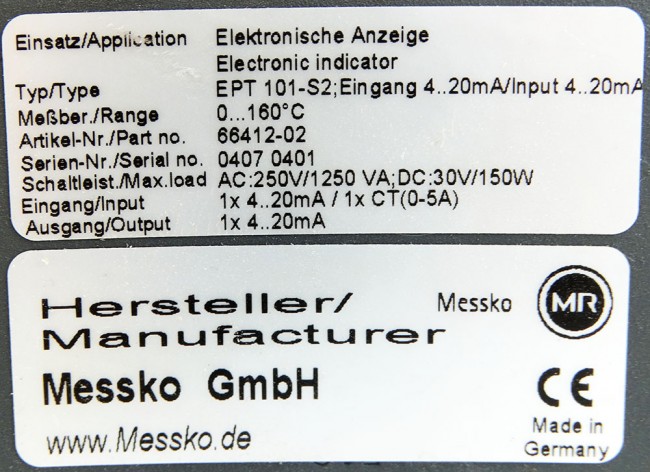 Einsatz/Application Elektronische Anzeige
Electronic indicator
Typ/Type EPT 101-S2;Eingang 4..20mA/Input 4..20mA
Meßber./Range 0...160°C
Artikel-Nr./Part no. 66412-02
Serien-Nr./Serial no. 0407 0401
Schaltleist./Max.load AC:250V/1250 VA;DC:30V/150W
Eingang/Input 1x 4..20mA / 1x CT(0-5A)
Ausgang/Output 1x 4..20mA
Hersteller/ Messko MR
Manufacturer
Messko GmbH CE
www.Messko.de Made in
Germany